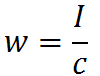 w = I/c